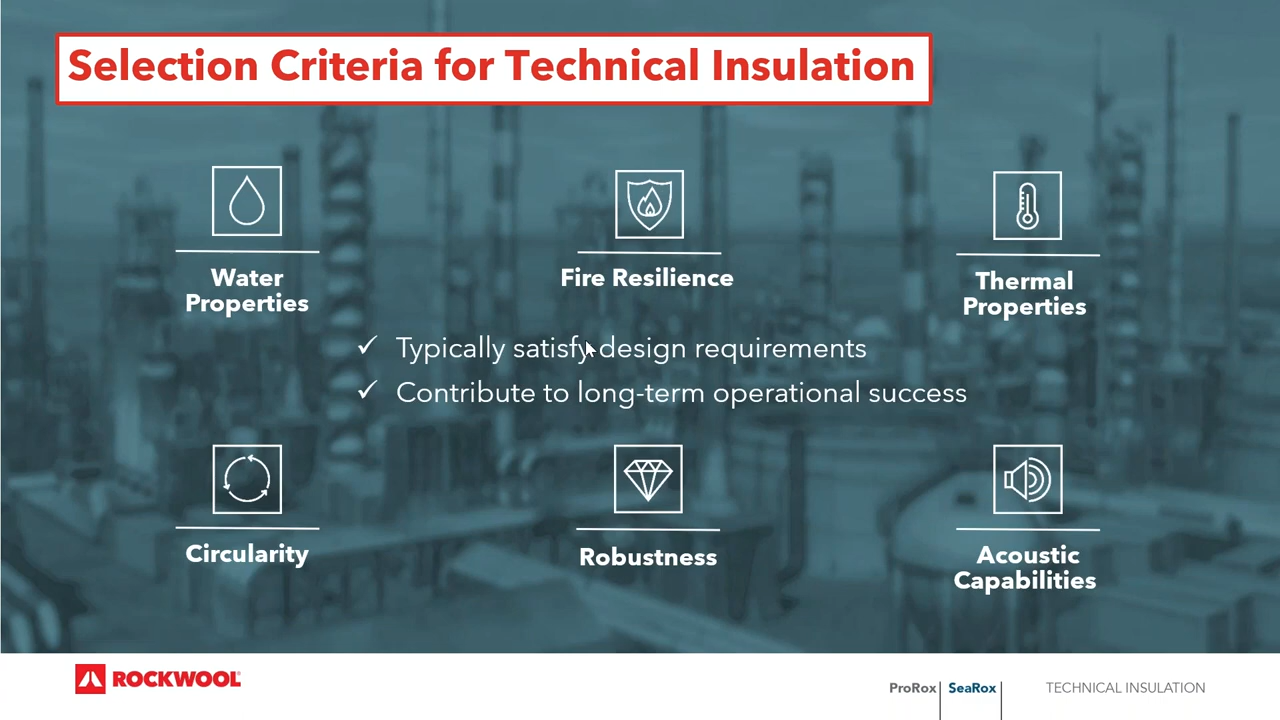 Selection Criteria for Technical Insulation
Water
Properties
Fire Resilience
Thermal
Properties
✓ Typically satisfy design requirements
✓ Contribute to long-term operational success
Circularity
Robustness
Acoustic
Capabilities
ROCKWOOL
ProRox
SeaRox
TECHNICAL INSULATION